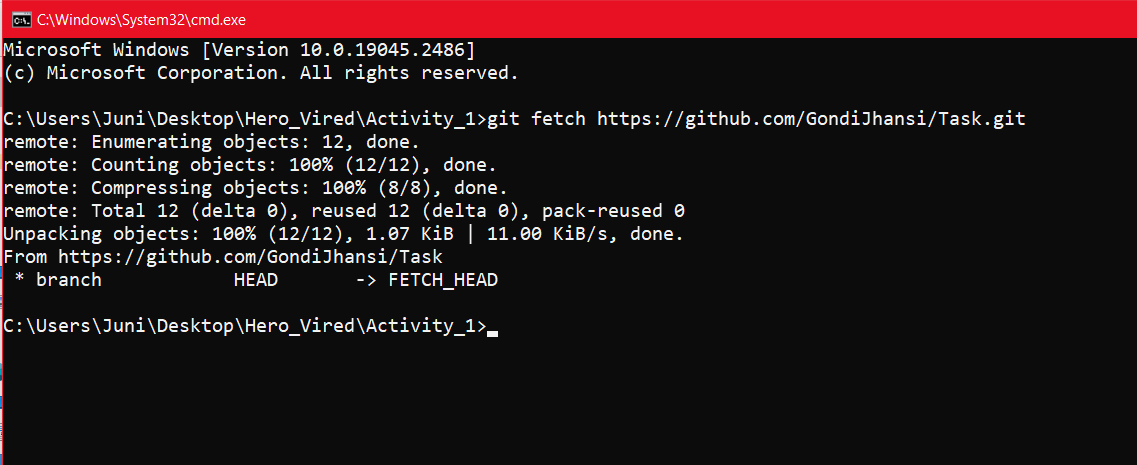 C:\Windows\System32\cmd.exe
Microsoft Windows [Version 10.0.19045.2486]
(c) Microsoft Corporation. All rights reserved.
C:\Users\Juni\Desktop\Hero_Vired\Activity_1>git fetch https://github.com/GondiJhansi/Task.git
remote: Enumerating objects: 12, done.
remote: Counting objects: 100% (12/12), done.
remote: Compressing objects: 100% (8/8), done.
remote: Total 12 (delta 0), reused 12 (delta 0), pack-reused 0
Unpacking objects: 100% (12/12), 1.07 KiB | 11.00 KiB/s, done.
From https://github.com/GondiJhansi/Task
 * branch            HEAD       -> FETCH_HEAD
C:\Users\Juni\Desktop\Hero_Vired\Activity_1>